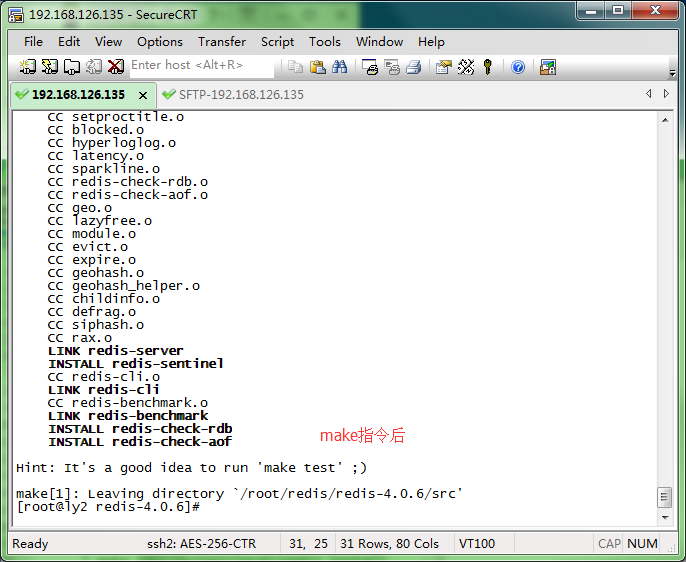 192.168.126.135 - SecureCRT
File Edit View Options Transfer Script Tools Window Help
Enter host <Alt+R>
192.168.126.135 SFTP-192.168.126.135
CC setproctitle.o
CC blocked.o
CC hyperloglog.o
CC latency.o
CC sparkline.o
CC redis-check-rdb.o
CC redis-check-aof.o
CC geo.o
CC lazyfree.o
CC module.o
CC evict.o
CC expire.o
CC geohash.o
CC geohash_helper.o
CC childinfo.o
CC defrag.o
CC siphash.o
CC rax.o
LINK redis-server
INSTALL redis-sentinel
CC redis-cli.o
LINK redis-cli
CC redis-benchmark.o
LINK redis-benchmark
INSTALL redis-check-rdb
INSTALL redis-check-aof
make指令后
Hint: It's a good idea to run 'make test' ;)
make[1]: Leaving directory `/root/redis/redis-4.0.6/src'
[root@ly2 redis-4.0.6]#
Ready ssh2: AES-256-CTR 31, 25 31 Rows, 80 Cols VT100 CAP NUM